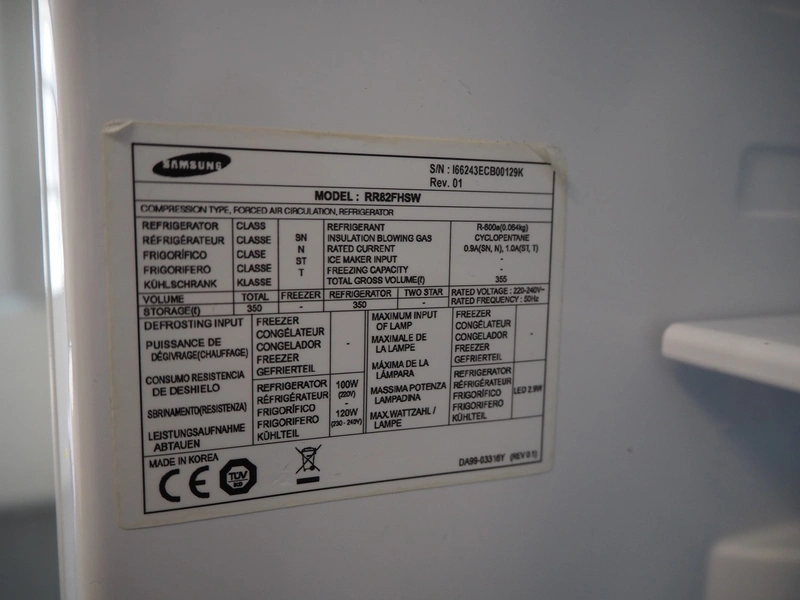 SAMSUNG
S/N : I66243ECB00129K
Rev. 01
MODEL : RR82FHSW
COMPRESSION TYPE, FORCED AIR CIRCULATION, REFRIGERATOR
REFRIGERATOR CLASS
RÉFRIGÉRATEUR CLASSE
FRIGORÍFICO CLASE
FRIGORIFERO CLASSE
KÜHLSCHRANK KLASSE
SN
N
ST
T
REFRIGERANT R-600a(0.064kg)
INSULATION BLOWING GAS CYCLOPENTANE
RATED CURRENT 0.9A(SN, N), 1.0A(ST, T)
ICE MAKER INPUT -
FREEZING CAPACITY -
TOTAL GROSS VOLUME(ℓ) 355
VOLUME TOTAL FREEZER REFRIGERATOR TWO STAR
STORAGE(ℓ) 350 - 350 -
RATED VOLTAGE : 220-240V~
RATED FREQUENCY : 50Hz
DEFROSTING INPUT
PUISSANCE DE
DÉGIVRAGE(CHAUFFAGE)
CONSUMO RESISTENCIA
DE DESHIELO
SBRINAMENTO(RESISTENZA)
LEISTUNGSAUFNAHME
ABTAUEN
FREEZER
CONGÉLATEUR
CONGELADOR -
FREEZER
GEFRIERTEIL
REFRIGERATOR
RÉFRIGÉRATEUR
FRIGORÍFICO
FRIGORIFERO
KÜHLTEIL
100W
(220V)
120W
(230 - 240V)
MAXIMUM INPUT
OF LAMP
MAXIMALE DE
LA LAMPE
MÁXIMA DE LA
LÁMPARA
MASSIMA POTENZA
LAMPADINA
MAX.WATTZAHL /
LAMPE
FREEZER
CONGÉLATEUR
CONGELADOR -
FREEZER
GEFRIERTEIL
REFRIGERATOR
RÉFRIGÉRATEUR
FRIGORÍFICO LED 2.9W
FRIGORIFERO
KÜHLTEIL
MADE IN KOREA
CE
TÜV
DA99-03316Y (REV 0.1)